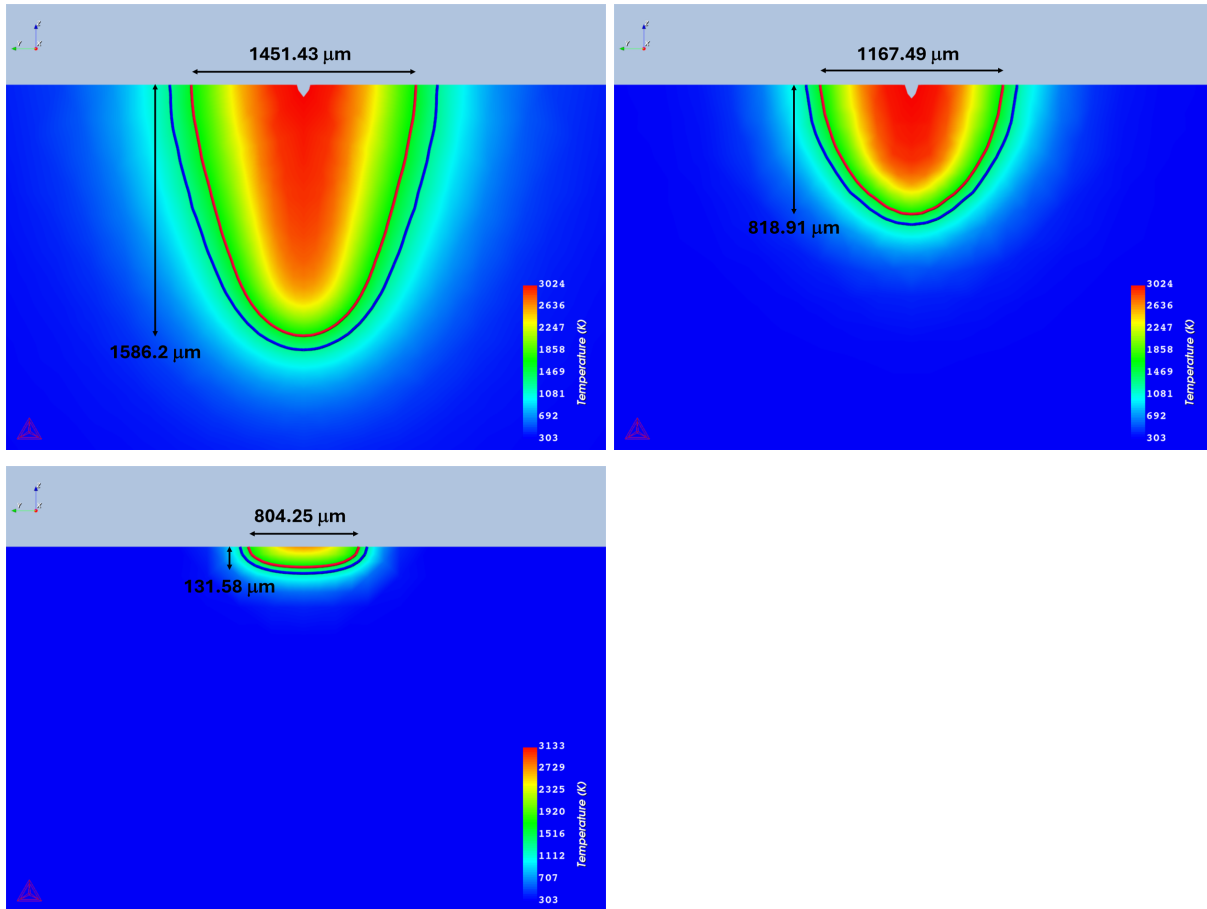 1451.43 μm
1586.2 μm
3024
2636
2247
1858
1469
1081
692
303
Temperature (K)
1167.49 μm
818.91 μm
3024
2636
2247
1858
1469
1081
692
303
Temperature (K)
804.25 μm
131.58 μm
3133
2729
2325
1920
1516
1112
707
303
Temperature (K)